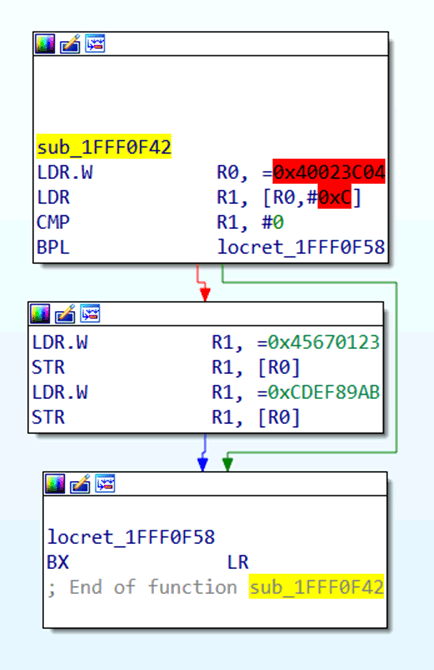 sub_1FFF0F42
LDR.W R0, =0x40023C04
LDR R1, [R0,#0xC]
CMP R1, #0
BPL locret_1FFF0F58
LDR.W R1, =0x45670123
STR R1, [R0]
LDR.W R1, =0xCDEF89AB
STR R1, [R0]
locret_1FFF0F58
BX LR
; End of function sub_1FFF0F42